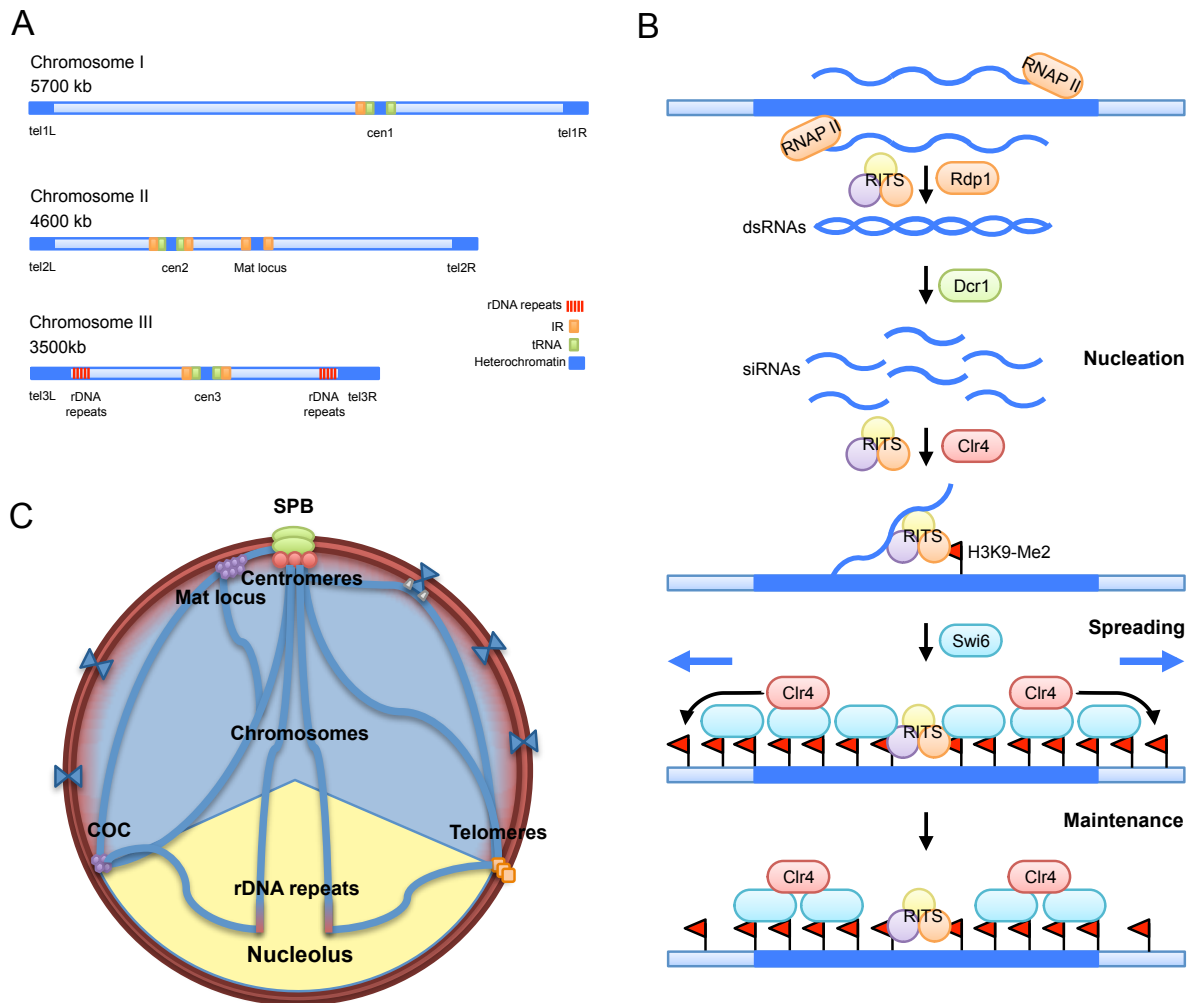 A
Chromosome I
5700 kb
tel1L
cen1
tel1R
Chromosome II
4600 kb
tel2L
cen2
Mat locus
tel2R
rDNA repeats
IR
tRNA
Heterochromatin
Chromosome III
3500kb
tel3L
rDNA
repeats
cen3
rDNA
repeats
tel3R
B
RNAP II
RNAP II
RITS
Rdp1
dsRNAs
Dcr1
siRNAs
Nucleation
RITS
Clr4
RITS
H3K9-Me2
Swi6
Spreading
Clr4
Clr4
RITS
Maintenance
Clr4
Clr4
RITS
C
SPB
Centromeres
Mat locus
Chromosomes
COC
Telomeres
rDNA repeats
Nucleolus